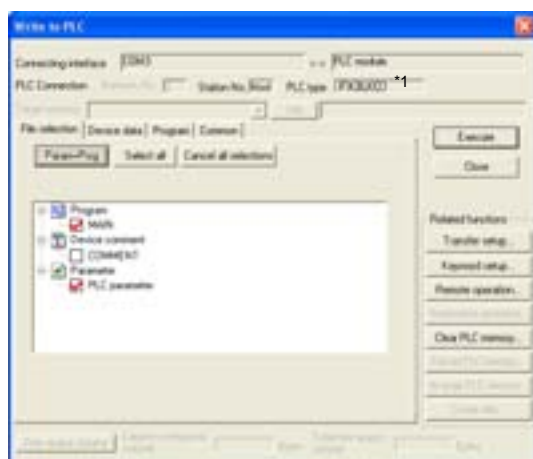 Write to PLC
Connecting interface COM3 <--> PLC module
PLC Connection Station No. Host PLC type *1
File selection Device data Program Common
Param+Prog Select all Cancel all selections
Execute
Close
Program
MAIN
Device comment
COMMENT
Parameter
PLC parameter
Related functions
Transfer setup...
Keyword setup...
Remote operation...
Clear PLC memory...